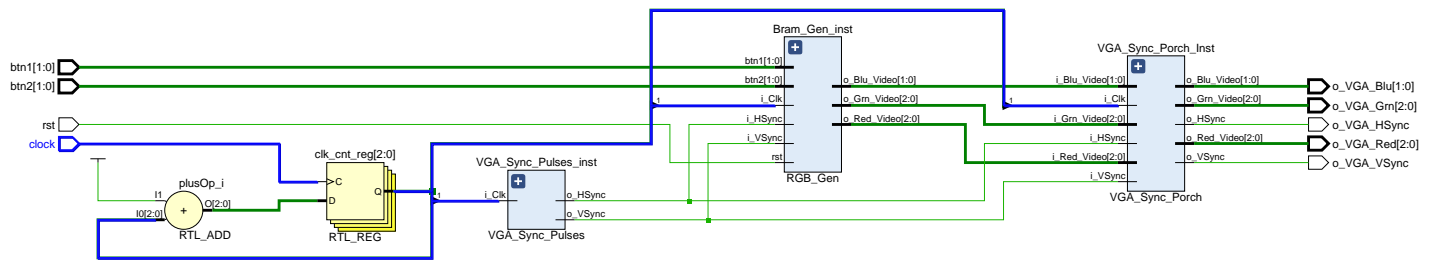 Bram_Gen_inst
VGA_Sync_Porch_Inst
btn1[1:0]
btn2[1:0]
rst
clock
btn1[1:0]
btn2[1:0]
i_Clk
i_HSync
i_VSync
rst
o_Blu_Video[1:0]
o_Grn_Video[2:0]
o_Red_Video[2:0]
RGB_Gen
1
1
i_Blu_Video[1:0]
i_Clk
i_Grn_Video[2:0]
i_HSync
i_Red_Video[2:0]
i_VSync
o_Blu_Video[1:0]
o_Grn_Video[2:0]
o_HSync
o_Red_Video[2:0]
o_VSync
VGA_Sync_Porch
o_VGA_Blu[1:0]
o_VGA_Grn[2:0]
o_VGA_HSync
o_VGA_Red[2:0]
o_VGA_VSync
plusOp_i
I1
I0[2:0]
+
O[2:0]
RTL_ADD
clk_cnt_reg[2:0]
C
D
Q
RTL_REG
VGA_Sync_Pulses_inst
1
i_Clk
o_HSync
o_VSync
VGA_Sync_Pulses